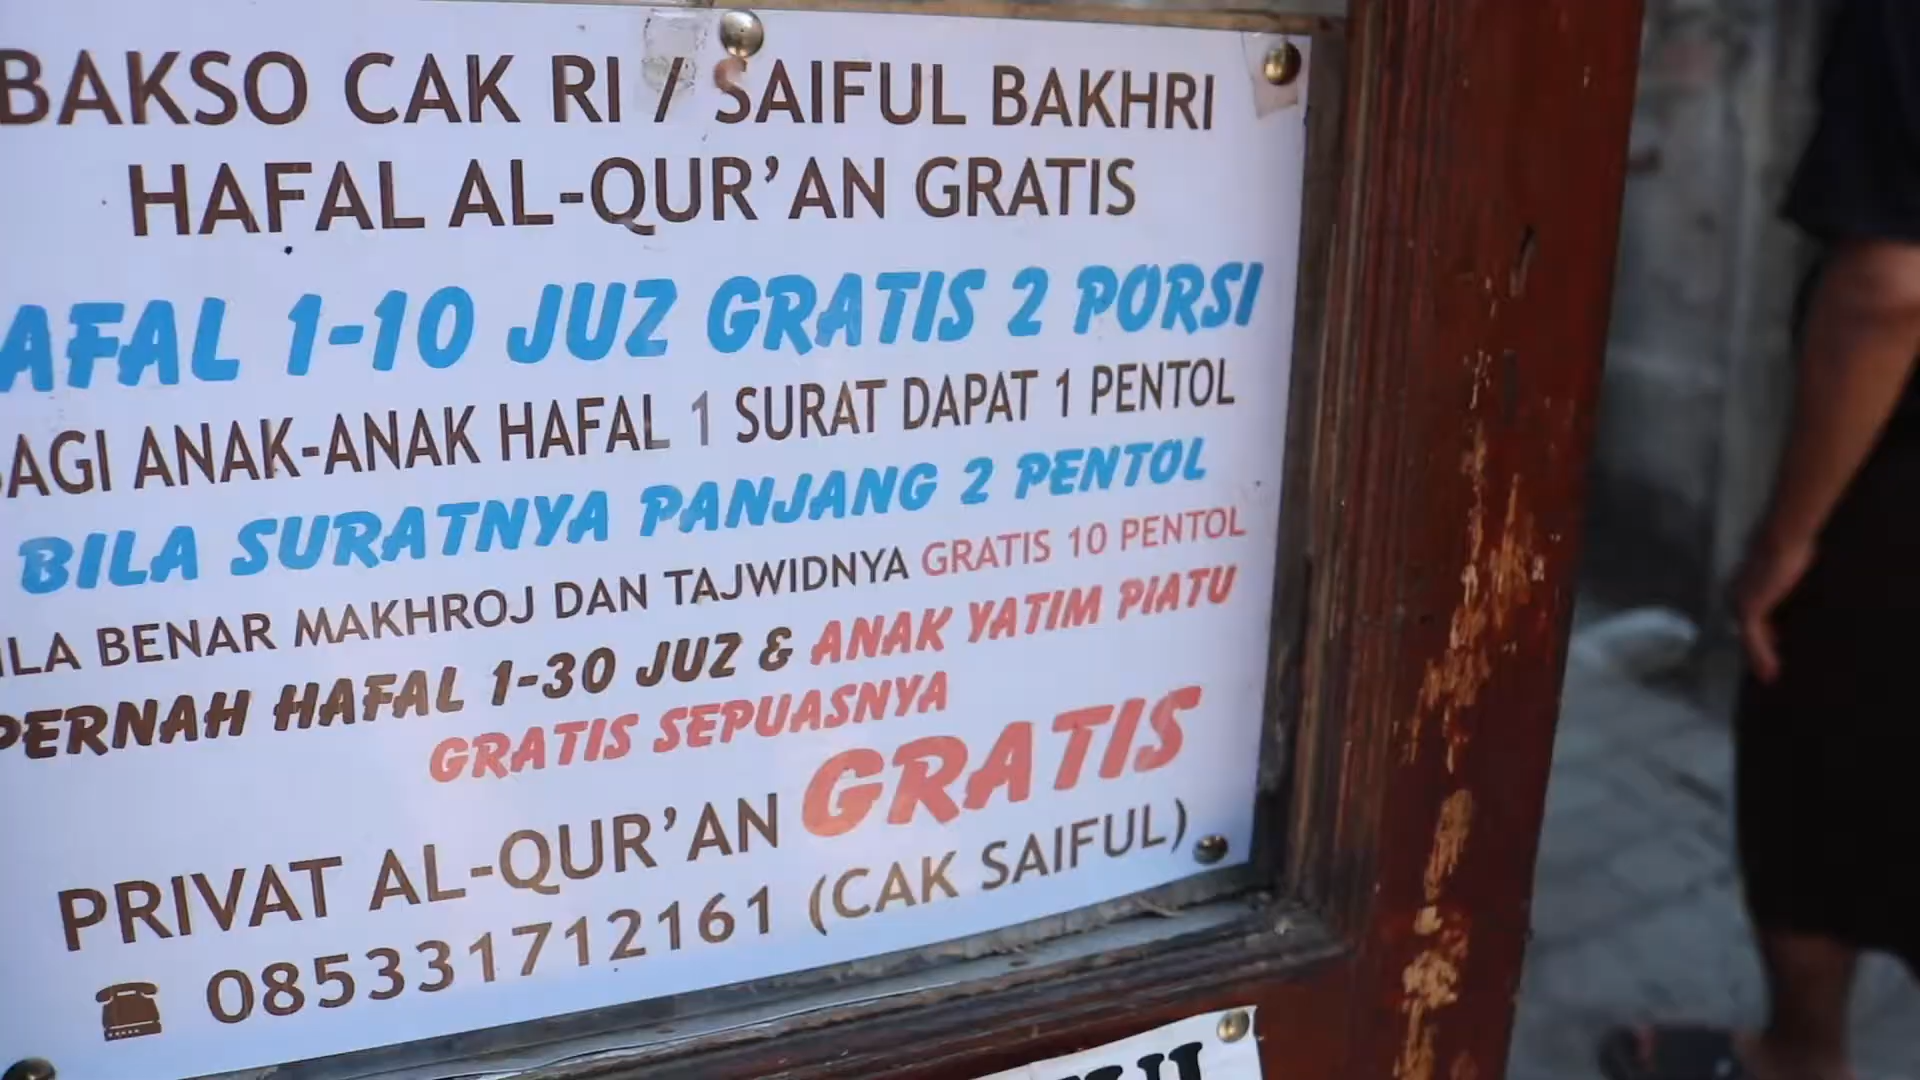 BAKSO CAK RI / SAIFUL BAKHRI
HAFAL AL-QUR'AN GRATIS
AFAL 1-10 JUZ GRATIS 2 PORSI
BAGI ANAK-ANAK HAFAL 1 SURAT DAPAT 1 PENTOL
BILA SURATNYA PANJANG 2 PENTOL
ILA BENAR MAKHROJ DAN TAJWIDNYA GRATIS 10 PENTOL
PERNAH HAFAL 1-30 JUZ & ANAK YATIM PIATU
GRATIS SEPUASNYA
PRIVAT AL-QUR'AN GRATIS
085331712161 (CAK SAIFUL)